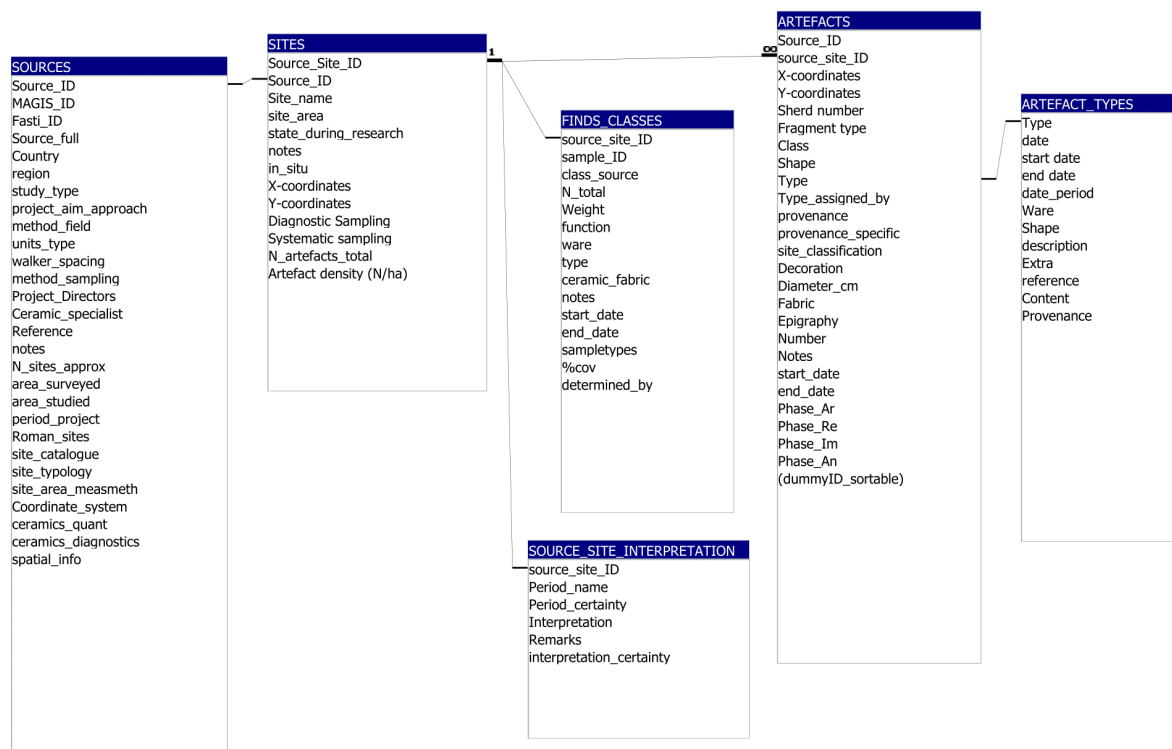 SOURCES
Source_ID
MAGIS_ID
Fasti_ID
Source_full
Country
region
study_type
project_aim_approach
method_field
units_type
walker_spacing
method_sampling
Project_Directors
Ceramic_specialist
Reference
notes
N_sites_approx
area_surveyed
area_studied
period_project
Roman_sites
site_catalogue
site_typology
site_area_measmeth
Coordinate_system
ceramics_quant
ceramics_diagnostics
spatial_info
SITES
Source_Site_ID
Source_ID
Site_name
site_area
state_during_research
notes
in_situ
X-coordinates
Y-coordinates
Diagnostic Sampling
Systematic sampling
N_artefacts_total
Artefact density (N/ha)
1
∞
FINDS_CLASSES
source_site_ID
sample_ID
class_source
N_total
Weight
function
ware
type
ceramic_fabric
notes
start_date
end_date
sampletypes
%cov
determined_by
SOURCE_SITE_INTERPRETATION
source_site_ID
Period_name
Period_certainty
Interpretation
Remarks
interpretation_certainty
ARTEFACTS
Source_ID
source_site_ID
X-coordinates
Y-coordinates
Sherd number
Fragment type
Class
Shape
Type
Type_assigned_by
provenance
provenance_specific
site_classification
Decoration
Diameter_cm
Fabric
Epigraphy
Number
Notes
start_date
end_date
Phase_Ar
Phase_Re
Phase_Im
Phase_An
(dummyID_sortable)
ARTEFACT_TYPES
Type
date
start date
end date
date_period
Ware
Shape
description
Extra
reference
Content
Provenance